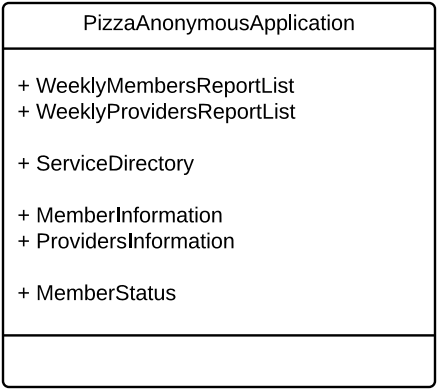 PizzaAnonymousApplication
+ WeeklyMembersReportList
+ WeeklyProvidersReportList
+ ServiceDirectory
+ MemberInformation
+ ProvidersInformation
+ MemberStatus